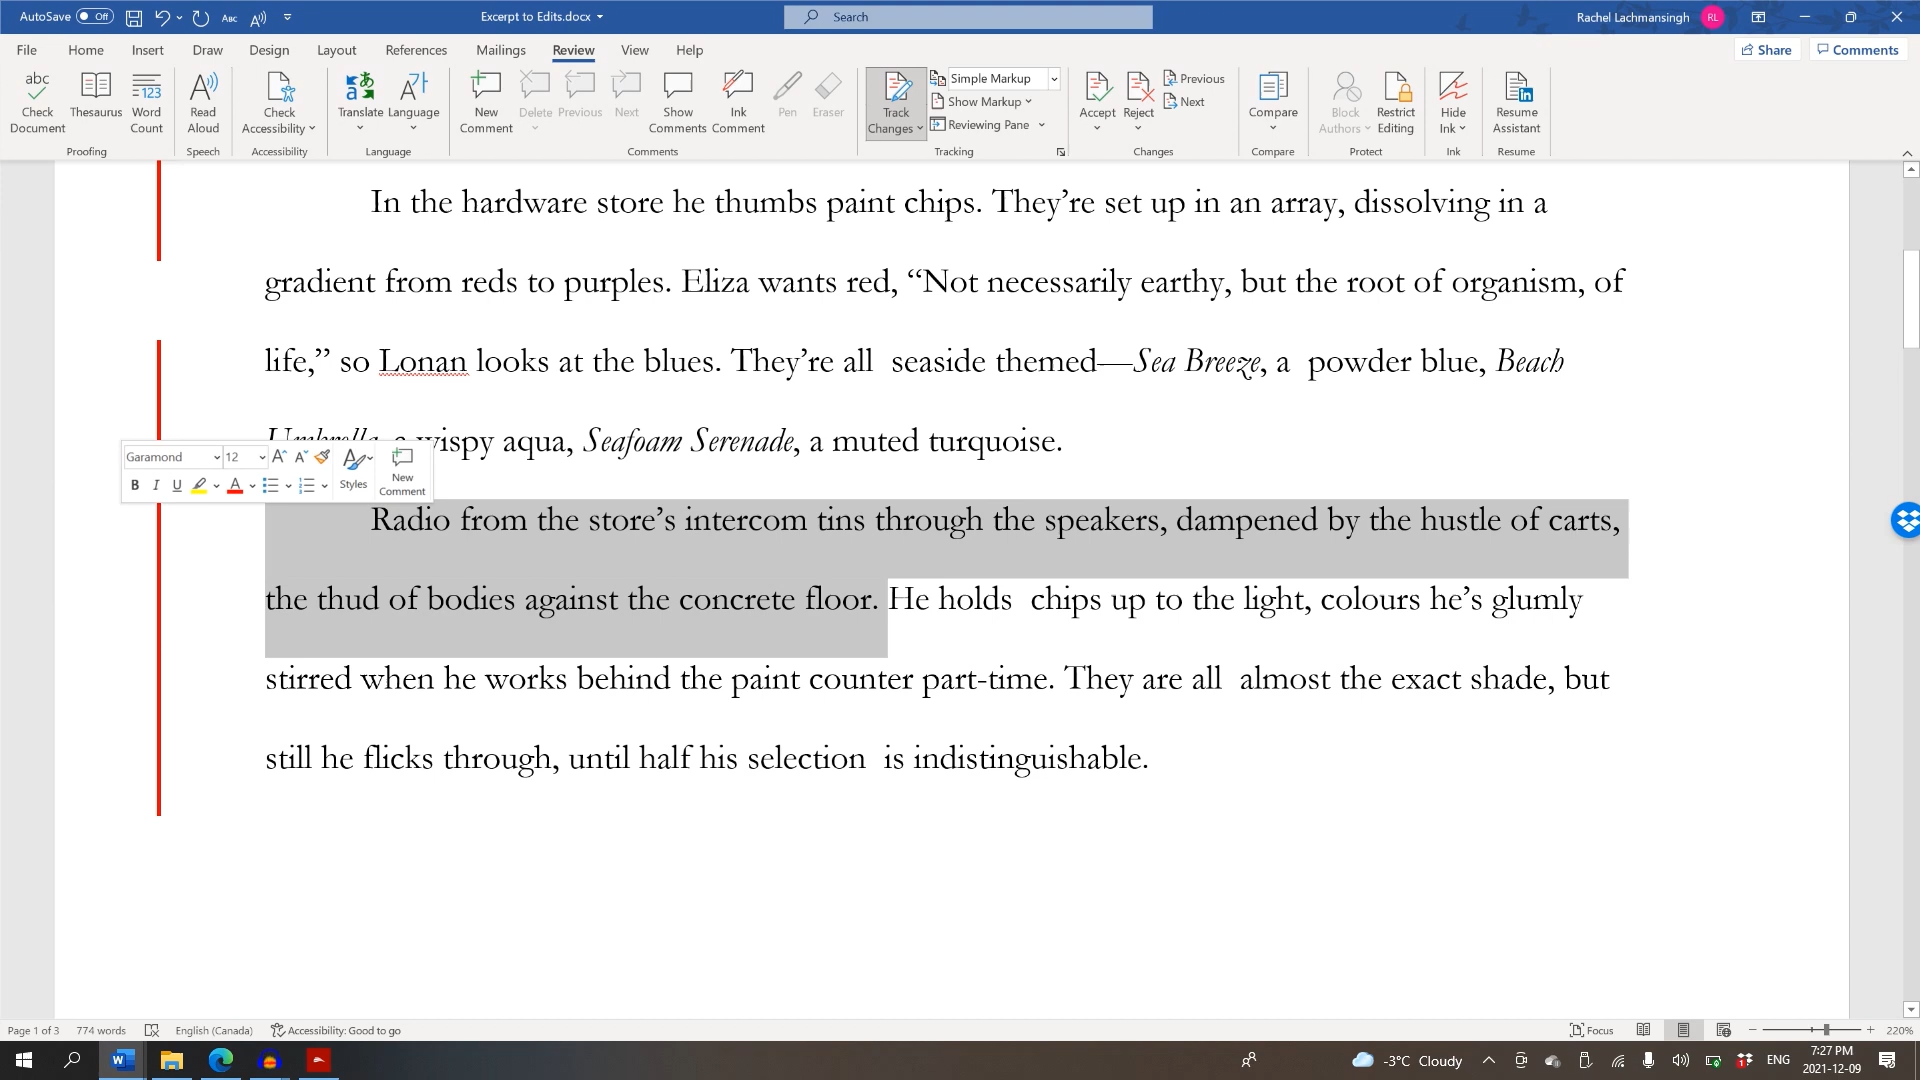 AutoSave Off Abc A Excerpt to Edits.docx Search Rachel Lachmansingh RL
File Home Insert Draw Design Layout References Mailings Review View Help Share Comments
abc Check Document
Thesaurus
123 Word Count
Proofing
A Read Aloud
Speech
Check Accessibility
Accessibility
Translate
A Language
Language
New Comment
Delete
Previous
Next
Show Comments
Ink Comment
Pen
Eraser
Comments
Track Changes
Simple Markup
Show Markup
Reviewing Pane
Tracking
Accept
Reject
Previous
Next
Changes
Compare
Compare
Block Authors
Restrict Editing
Protect
Hide Ink
Ink
Resume Assistant
Resume
In the hardware store he thumbs paint chips. They’re set up in an array, dissolving in a
gradient from reds to purples. Eliza wants red, “Not necessarily earthy, but the root of organism, of
life,” so Lonan looks at the blues. They’re all  seaside themed—Sea Breeze, a  powder blue, Beach
Umbrella, a wispy aqua, Seafoam Serenade, a muted turquoise.
Garamond 12 A A Styles New Comment
B I U A
Radio from the store’s intercom tins through the speakers, dampened by the hustle of carts,
the thud of bodies against the concrete floor. He holds  chips up to the light, colours he’s glumly
stirred when he works behind the paint counter part-time. They are all  almost the exact shade, but
still he flicks through, until half his selection  is indistinguishable.
Page 1 of 3 774 words English (Canada) Accessibility: Good to go Focus 220%
-3°C Cloudy ENG 7:27 PM
2021-12-09